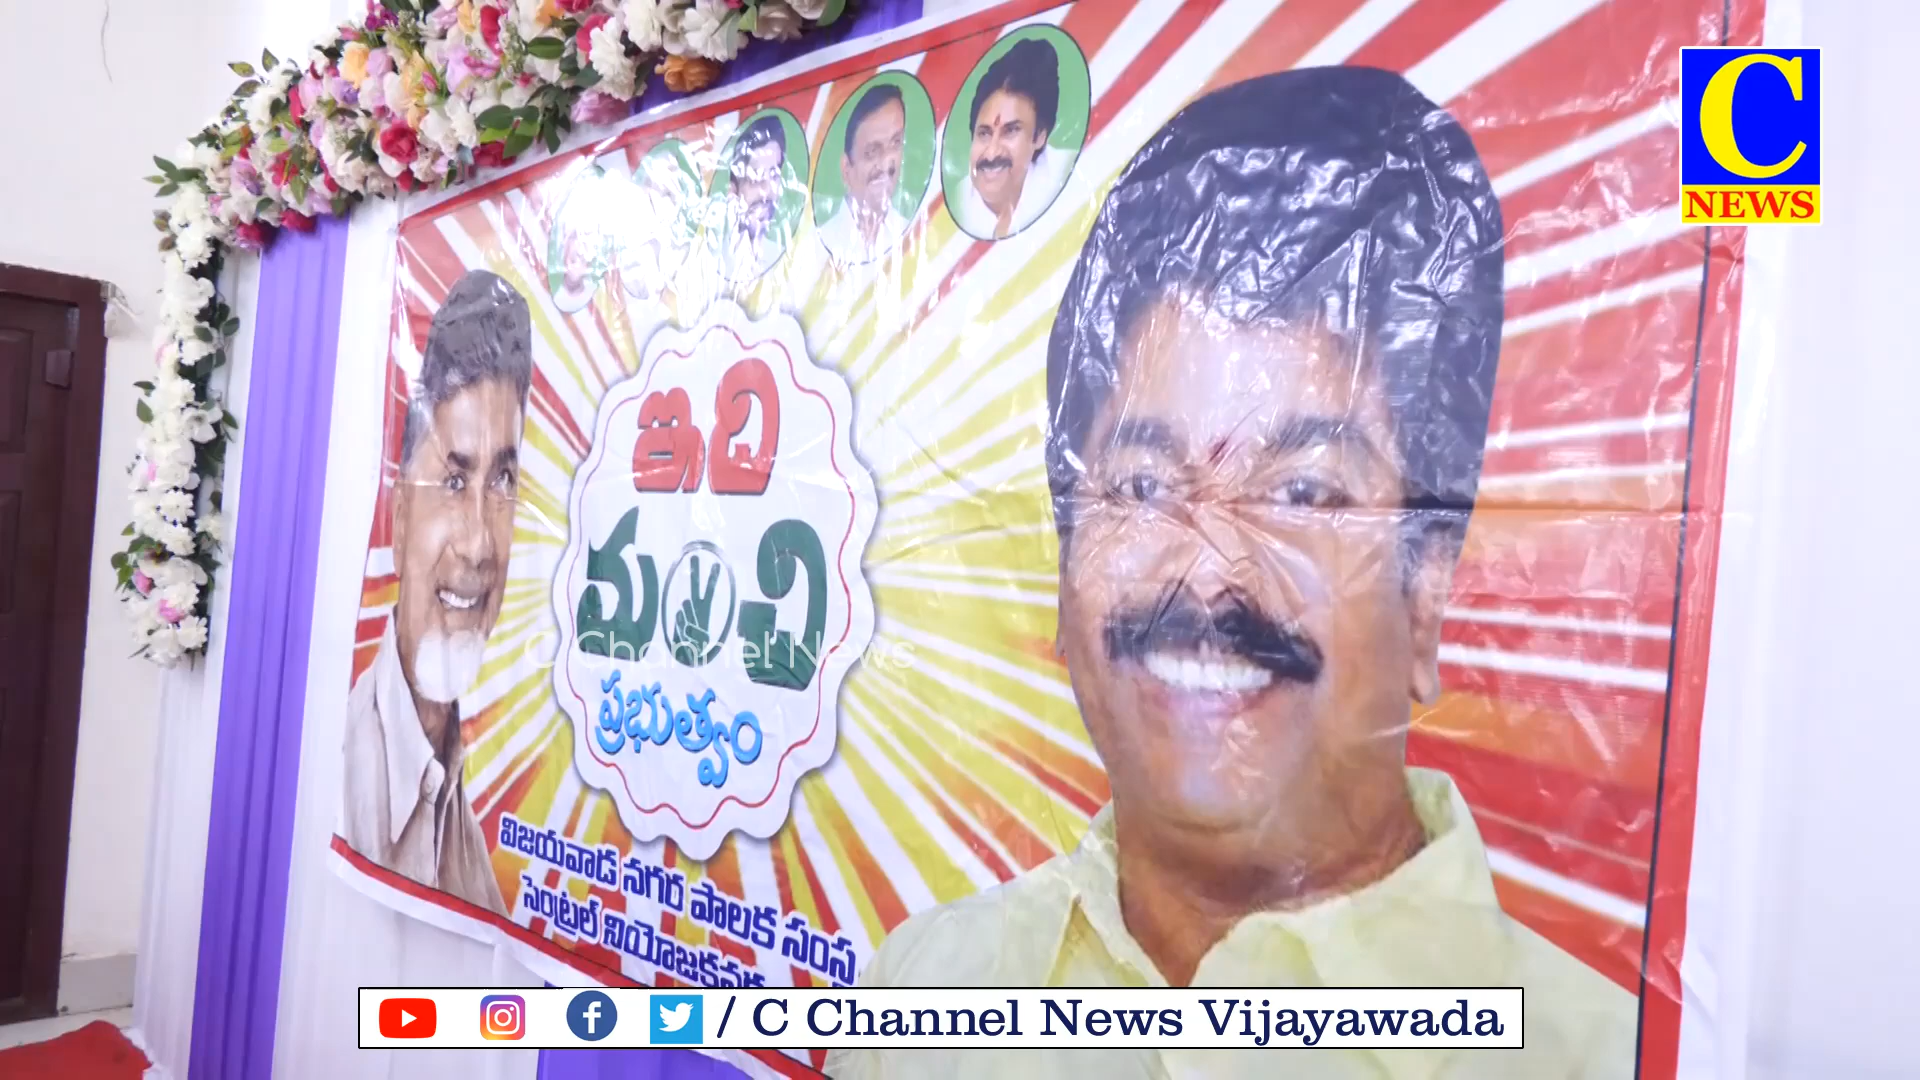 C
NEWS
ఇది
మంచి
ప్రభుత్వం
C Channel News
విజయవాడ నగర పాలక సంస్థ
సెంట్రల్ నియోజకవర్గ
/ C Channel News Vijayawada